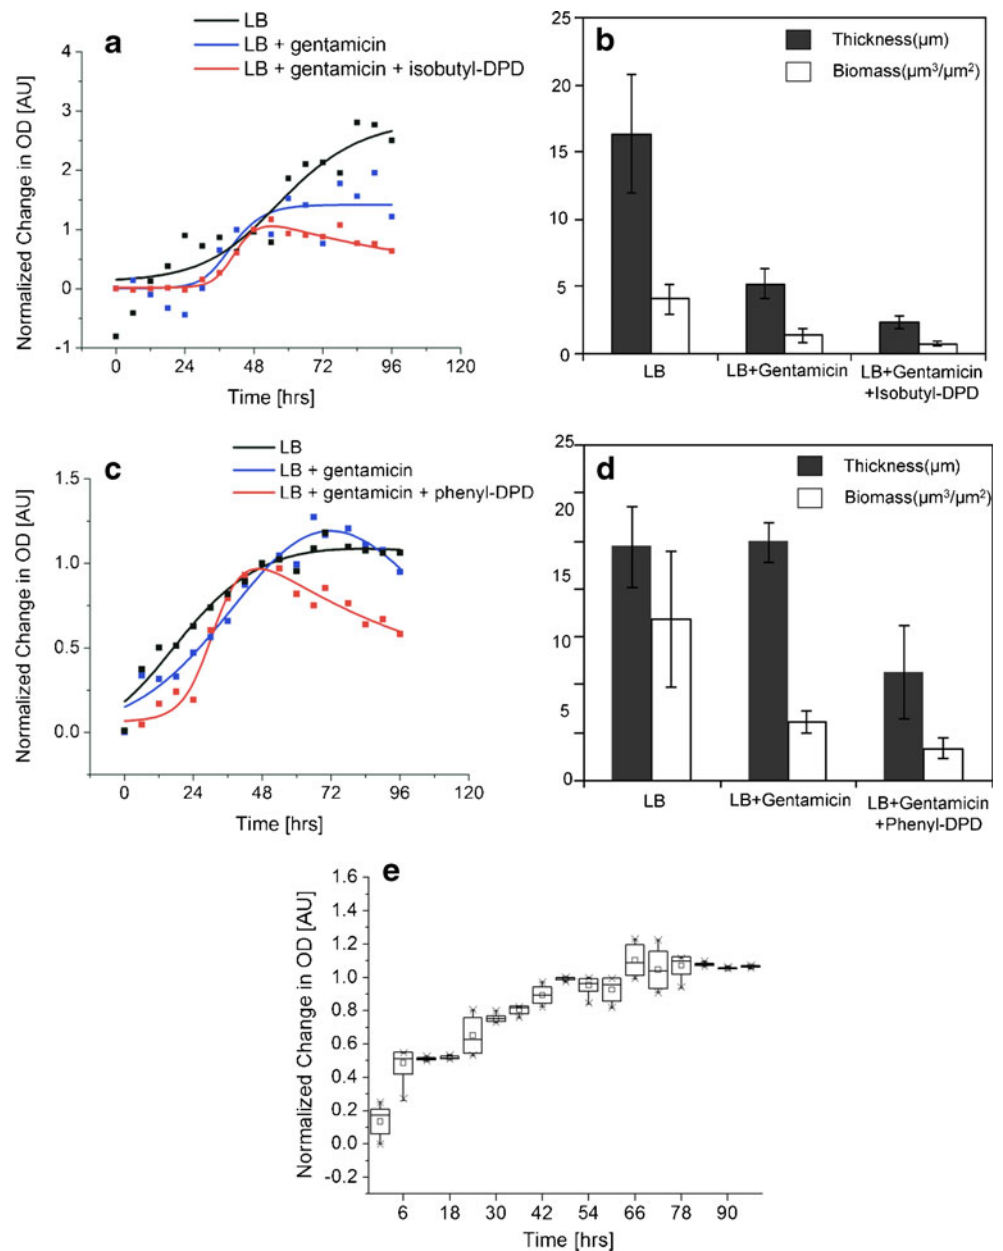 a
LB
LB + gentamicin
LB + gentamicin + isobutyl-DPD
Normalized Change in OD [AU]
4
3
2
1
0
-1
0 24 48 72 96 120
Time [hrs]
b
Thickness(µm)
Biomass(µm³/µm²)
25
20
15
10
5
0
LB
LB+Gentamicin
LB+Gentamicin
+Isobutyl-DPD
c
LB
LB + gentamicin
LB + gentamicin + phenyl-DPD
Normalized Change in OD [AU]
1.5
1.0
0.5
0.0
0 24 48 72 96 120
Time [hrs]
d
Thickness(µm)
Biomass(µm³/µm²)
25
20
15
10
5
0
LB
LB+Gentamicin
LB+Gentamicin
+Phenyl-DPD
e
Normalized Change in OD [AU]
1.6
1.4
1.2
1.0
0.8
0.6
0.4
0.2
0.0
-0.2
6 18 30 42 54 66 78 90
Time [hrs]